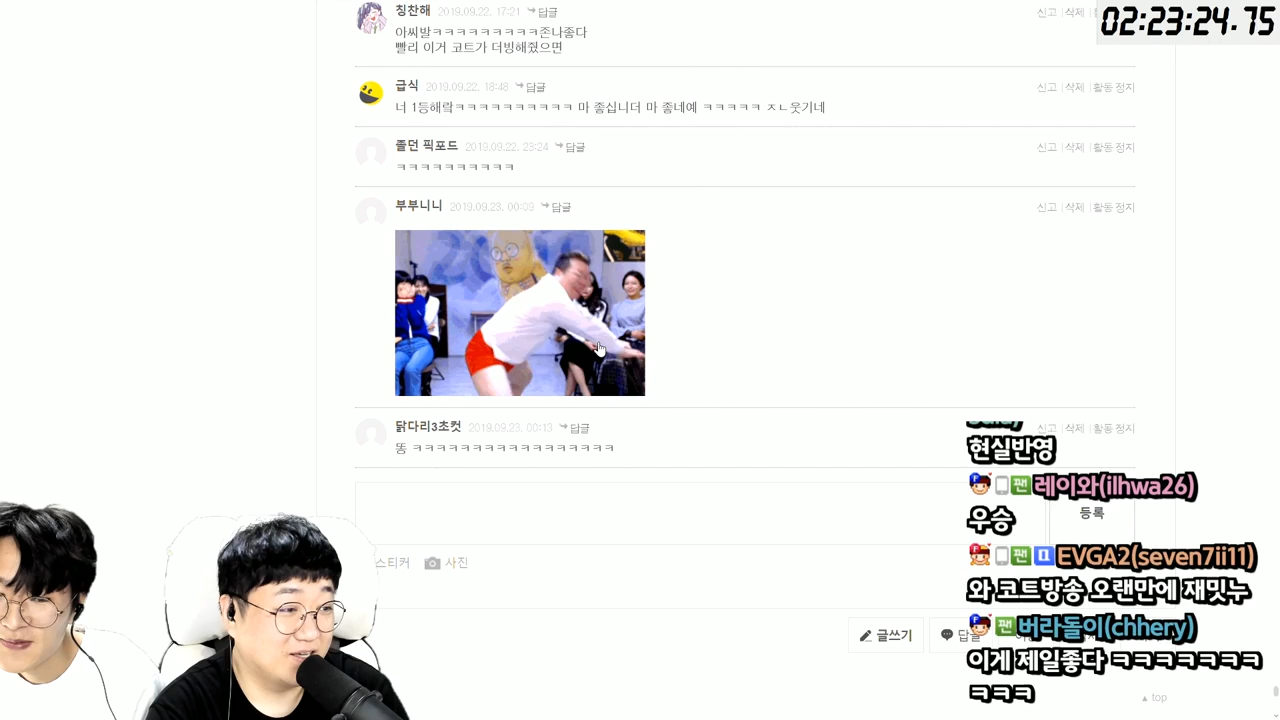 칭찬해 2019.09.22. 17:21 답글
신고 삭제
02:23:24.75
아씨발ㅋㅋㅋㅋㅋㅋㅋㅋㅋ존나좋다
빨리 이거 코트가 더빙해줬으면
급식 2019.09.22. 18:48 답글
신고 삭제 활동 정지
너 1등해락ㅋㅋㅋㅋㅋㅋㅋㅋㅋㅋ 마 좋십니더 마 좋네예 ㅋㅋㅋㅋㅋ ㅈㄴ웃기네
졸던 픽포드 2019.09.22. 23:24 답글
신고 삭제 활동 정지
ㅋㅋㅋㅋㅋㅋㅋㅋㅋㅋ
부부니니 2019.09.23. 00:09 답글
신고 삭제 활동 정지
닭다리3초컷 2019.09.23. 00:13 답글
신고 삭제 활동 정지
똥 ㅋㅋㅋㅋㅋㅋㅋㅋㅋㅋㅋㅋㅋㅋㅋㅋㅋ
등록
스티커 사진
글쓰기
답글
top
현실반영
팬 레이와(ilhwa26)
우승
팬 EVGA2(seven7ii11)
와 코트방송 오랜만에 재밋누
팬 버라돌이(chhery)
이게 제일좋다 ㅋㅋㅋㅋㅋㅋㅋ
ㅋㅋㅋ